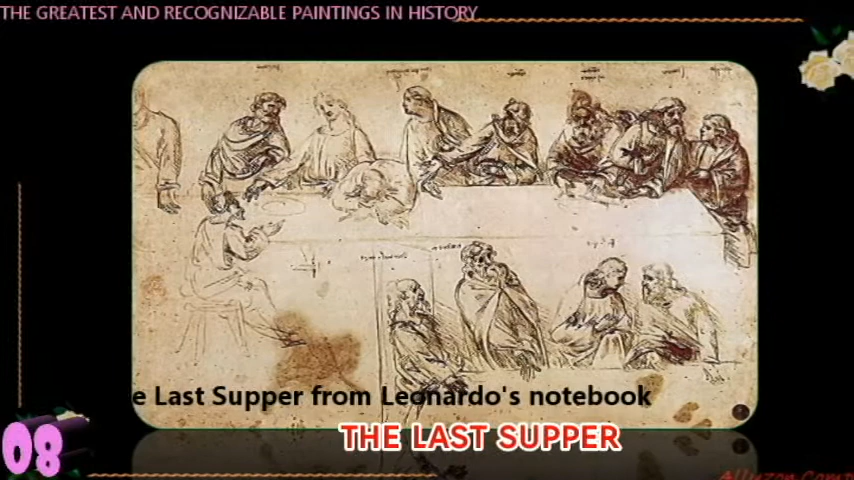 THE GREATEST AND RECOGNIZABLE PAINTINGS IN HISTORY
e Last Supper from Leonardo's notebook
THE LAST SUPPER
08